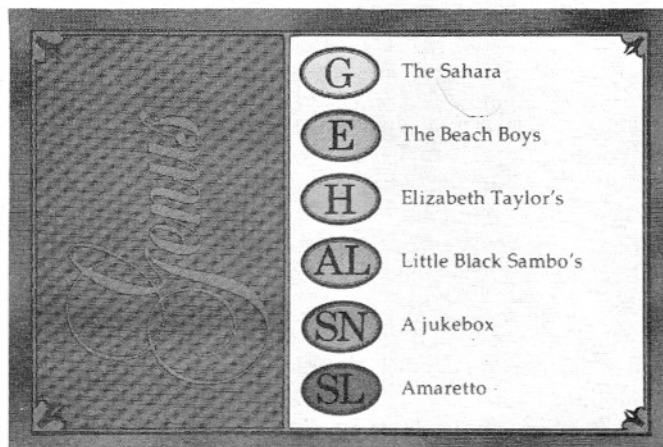 Genus
G The Sahara
E The Beach Boys
H Elizabeth Taylor's
AL Little Black Sambo's
SN A jukebox
SL Amaretto